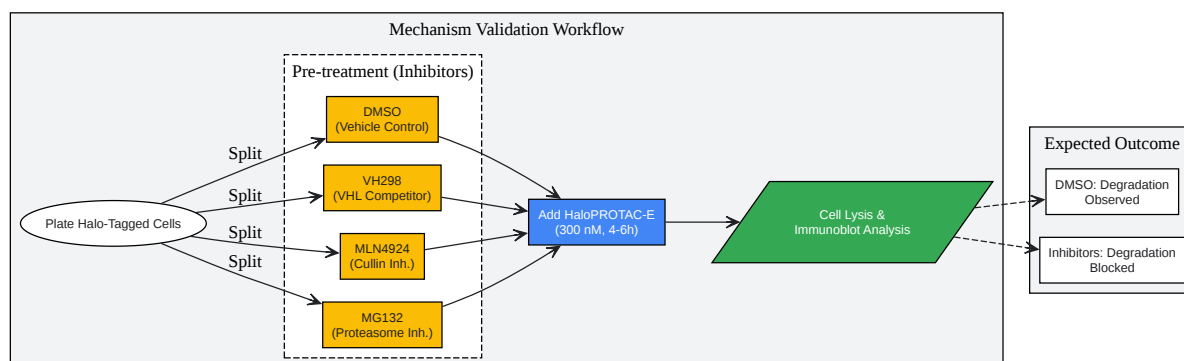 Mechanism Validation Workflow
Pre-treatment (Inhibitors)
DMSO
(Vehicle Control)
Split
VH298
(VHL Competitor)
Split
Plate Halo-Tagged Cells
Split
MLN4924
(Cullin Inh.)
Split
MG132
(Proteasome Inh.)
Add HaloPROTAC-E
(300 nM, 4-6h)
Cell Lysis &
Immunoblot Analysis
Expected Outcome
DMSO: Degradation
Observed
Inhibitors: Degradation
Blocked